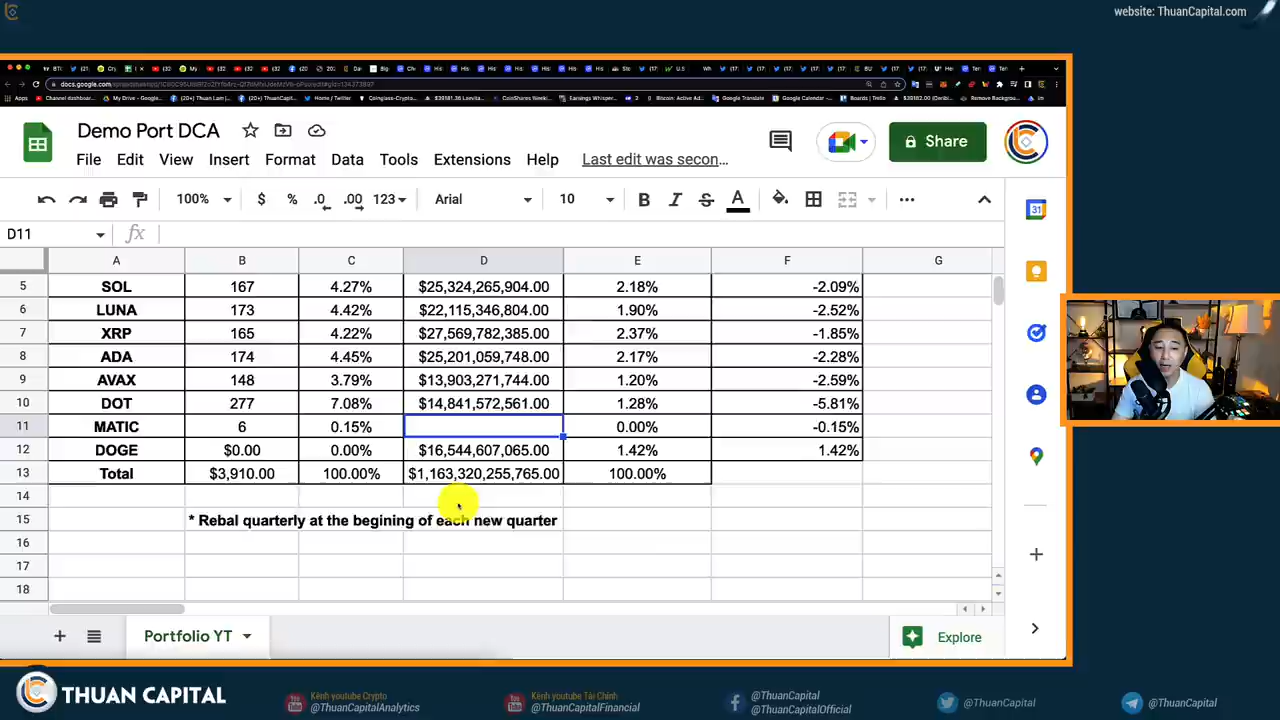 website: ThuanCapital.com
Demo Port DCA
Share
File Edit View Insert Format Data Tools Extensions Help Last edit was secon...
100% $ % .0 .00 123 Arial 10 B I S A
31
D11 fx
A B C D E F G
5 SOL 167 4.27% $25,324,265,904.00 2.18% -2.09%
6 LUNA 173 4.42% $22,115,346,804.00 1.90% -2.52%
7 XRP 165 4.22% $27,569,782,385.00 2.37% -1.85%
8 ADA 174 4.45% $25,201,059,748.00 2.17% -2.28%
9 AVAX 148 3.79% $13,903,271,744.00 1.20% -2.59%
10 DOT 277 7.08% $14,841,572,561.00 1.28% -5.81%
11 MATIC 6 0.15% 0.00% -0.15%
12 DOGE $0.00 0.00% $16,544,607,065.00 1.42% 1.42%
13 Total $3,910.00 100.00% $1,163,320,255,765.00 100.00%
14
15 * Rebal quarterly at the begining of each new quarter
16
17
18
Portfolio YT
Explore
THUAN CAPITAL
Kênh youtube Crypto
@ThuanCapitalAnalytics
Kênh youtube Tài Chính
@ThuanCapitalFinancial
@ThuanCapital
@ThuanCapitalOfficial
@ThuanCapital
@ThuanCapital